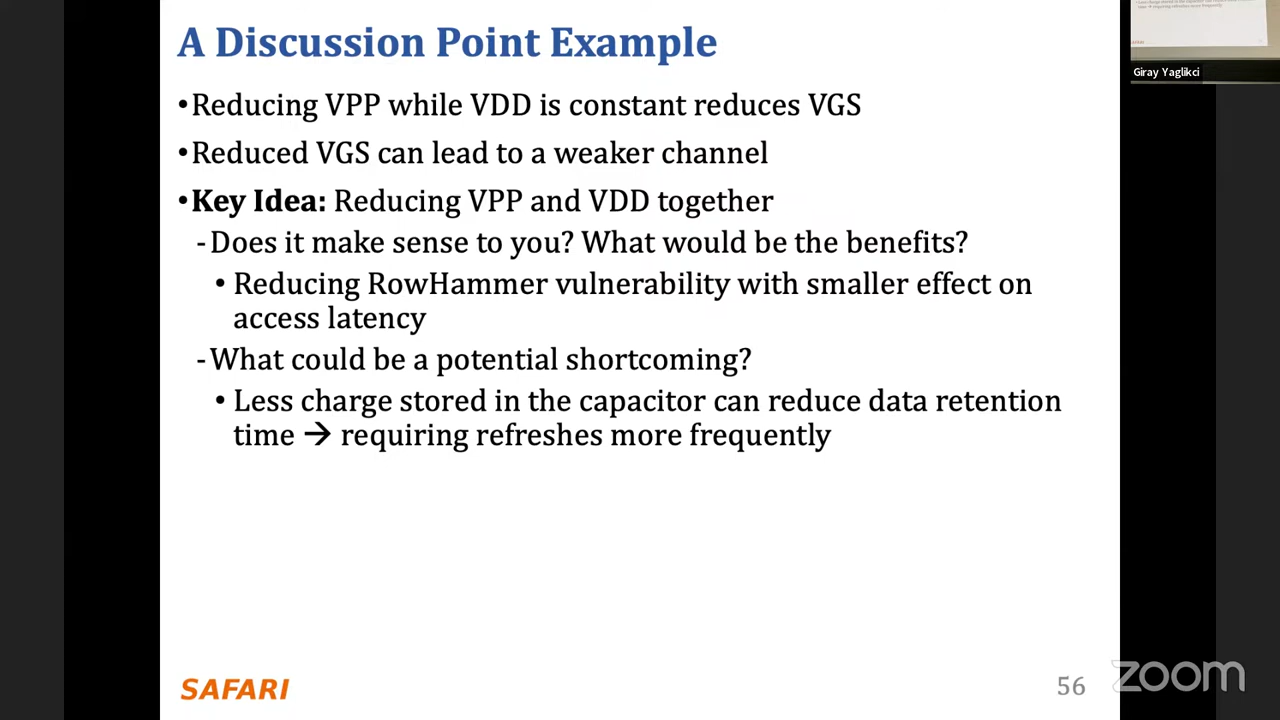 A Discussion Point Example
•Reducing VPP while VDD is constant reduces VGS
•Reduced VGS can lead to a weaker channel
•Key Idea: Reducing VPP and VDD together
-Does it make sense to you? What would be the benefits?
• Reducing RowHammer vulnerability with smaller effect on
access latency
-What could be a potential shortcoming?
• Less charge stored in the capacitor can reduce data retention
time → requiring refreshes more frequently
SAFARI
56
zoom
Giray Yaglikci